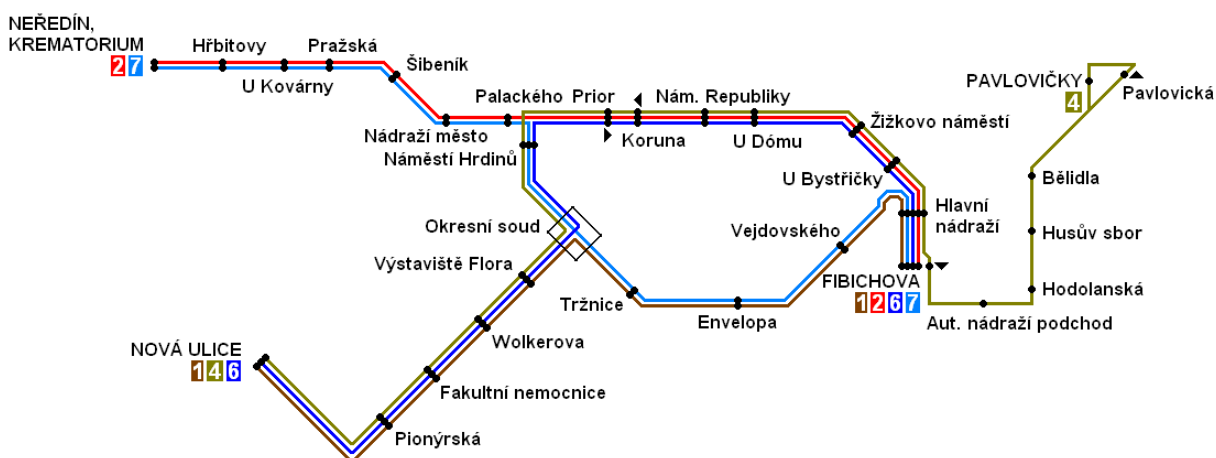 NEŘEDÍN,
KREMATORIUM
2 7
Hřbitovy
Pražská
U Kovárny
Šibeník
Palackého
Prior
Nám. Republiky
PAVLOVIČKY
4
Pavlovická
Nádraží město
Koruna
U Dómu
Žižkovo náměstí
Náměstí Hrdinů
U Bystřičky
Bělidla
Okresní soud
Vejdovského
Hlavní
nádraží
Husův sbor
Výstaviště Flora
FIBICHOVA
1 2 6 7
Hodolanská
Tržnice
Envelopa
Aut. nádraží podchod
Wolkerova
NOVÁ ULICE
1 4 6
Fakultní nemocnice
Pionýrská